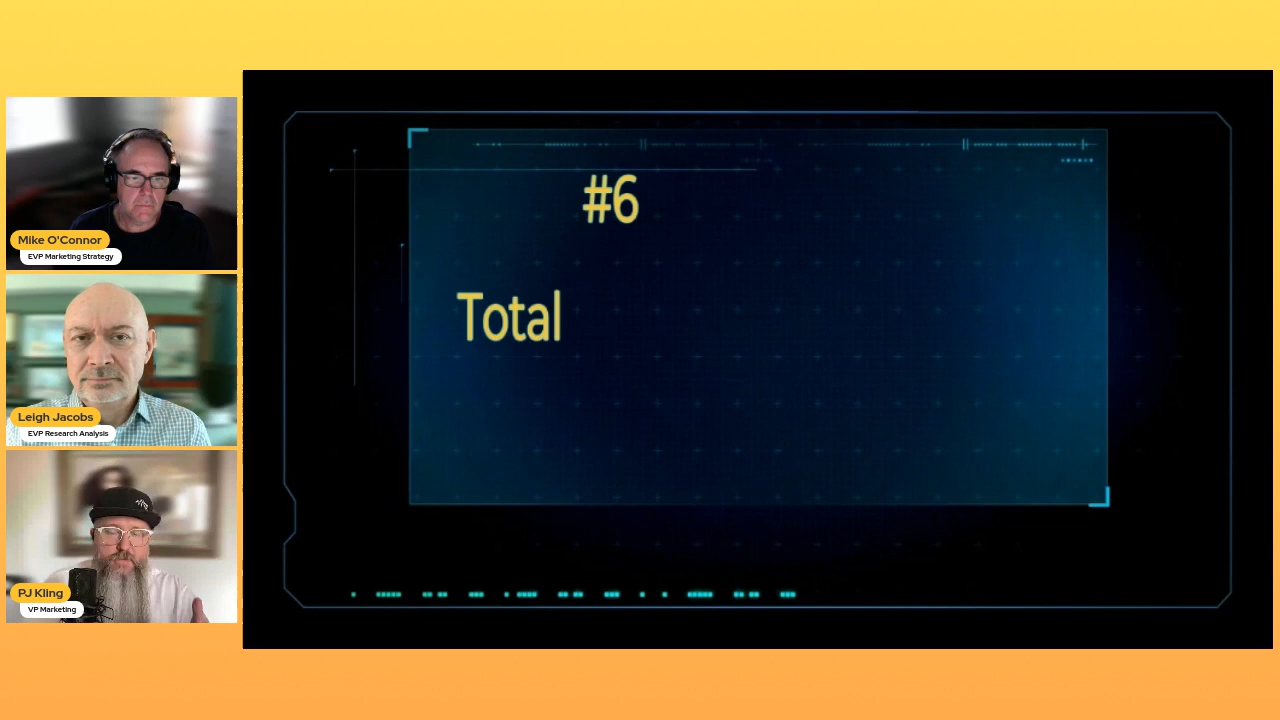 Mike O'Connor
EVP Marketing Strategy
Leigh Jacobs
EVP Research Analysis
PJ Kling
VP Marketing
#6
Total